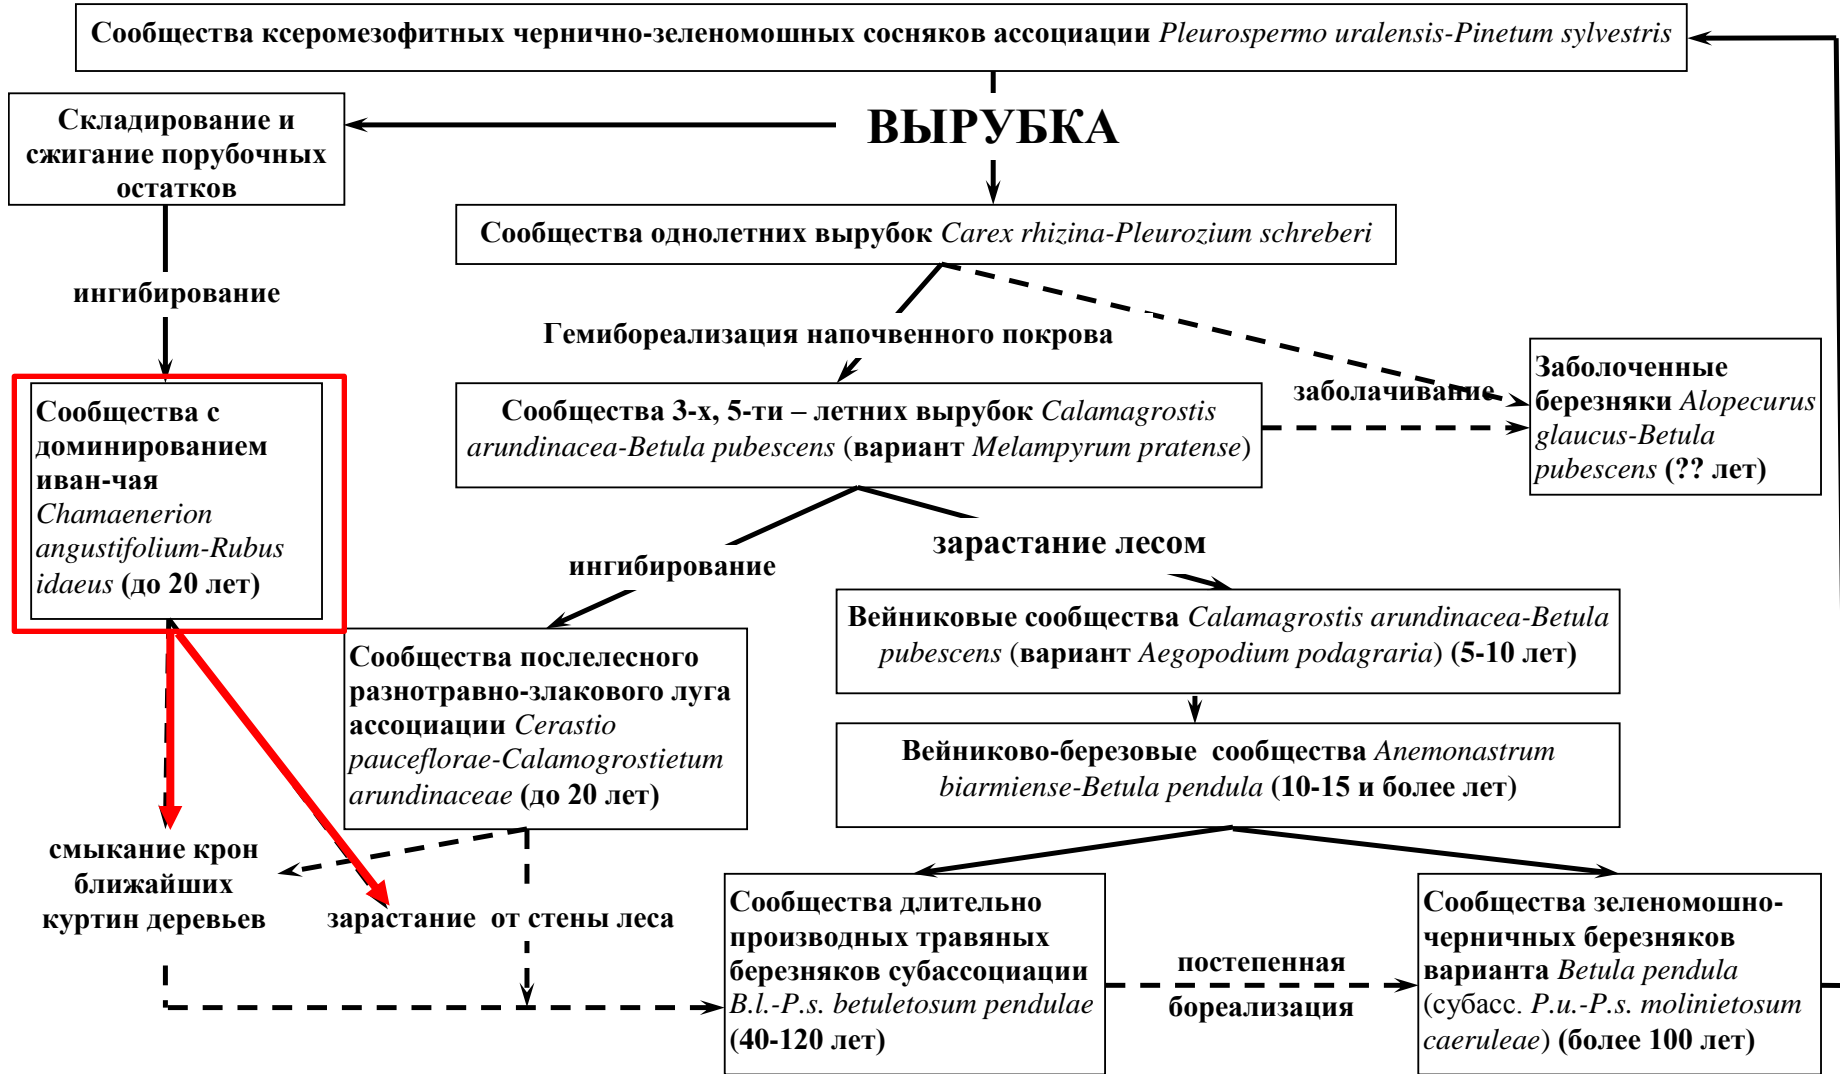 Сообщества ксеромезофитных чернично-зеленомошных сосняков ассоциации Pleurospermo uralensis-Pinetum sylvestris
ВЫРУБКА
Складирование и
сжигание порубочных
остатков
Сообщества однолетних вырубок Carex rhizina-Pleurozium schreberi
ингибирование
Гемибореализация напочвенного покрова
заболачивание
Заболоченные
березняки Alopecurus
glaucus-Betula
pubescens (?? лет)
Сообщества с
доминированием
иван-чая
Chamaenerion
angustifolium-Rubus
idaeus (до 20 лет)
Сообщества 3-х, 5-ти – летних вырубок Calamagrostis
arundinacea-Betula pubescens (вариант Melampyrum pratense)
ингибирование
зарастание лесом
Сообщества послелесного
разнотравно-злакового луга
ассоциации Cerastio
pauceflorae-Calamogrostietum
arundinaceae (до 20 лет)
Вейниковые сообщества Calamagrostis arundinacea-Betula
pubescens (вариант Aegopodium podagraria) (5-10 лет)
Вейниково-березовые сообщества Anemonastrum
biarmiense-Betula pendula (10-15 и более лет)
смыкание крон
ближайших
куртин деревьев
зарастание от стены леса
Сообщества длительно
производных травяных
березняков субассоциации
B.l.-P.s. betuletosum pendulae
(40-120 лет)
постепенная
бореализация
Сообщества зеленомошно-
черничных березняков
варианта Betula pendula
(субасс. P.u.-P.s. molinietosum
caeruleae) (более 100 лет)